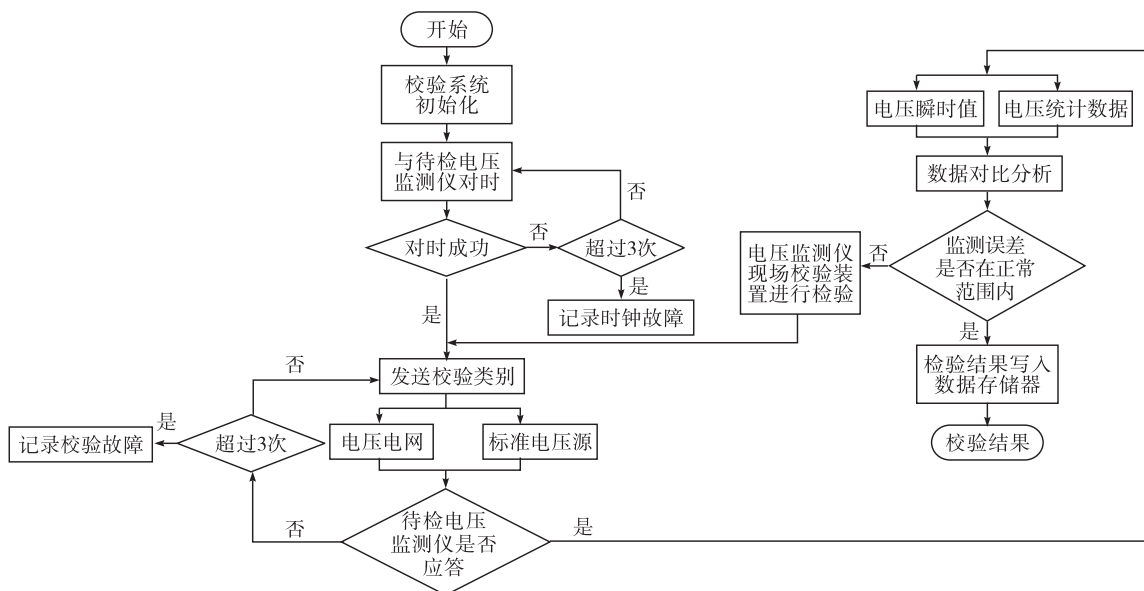 开始
校验系统
初始化
与待检电压
监测仪对时
对时成功
否
超过3次
否
是
记录时钟故障
是
发送校验类别
电压电网
标准电压源
待检电压
监测仪是否
应答
否
超过3次
否
是
记录校验故障
是
电压瞬时值
电压统计数据
数据对比分析
监测误差
是否在正常
范围内
否
电压监测仪
现场校验装
置进行检验
是
检验结果写入
数据存储器
校验结果